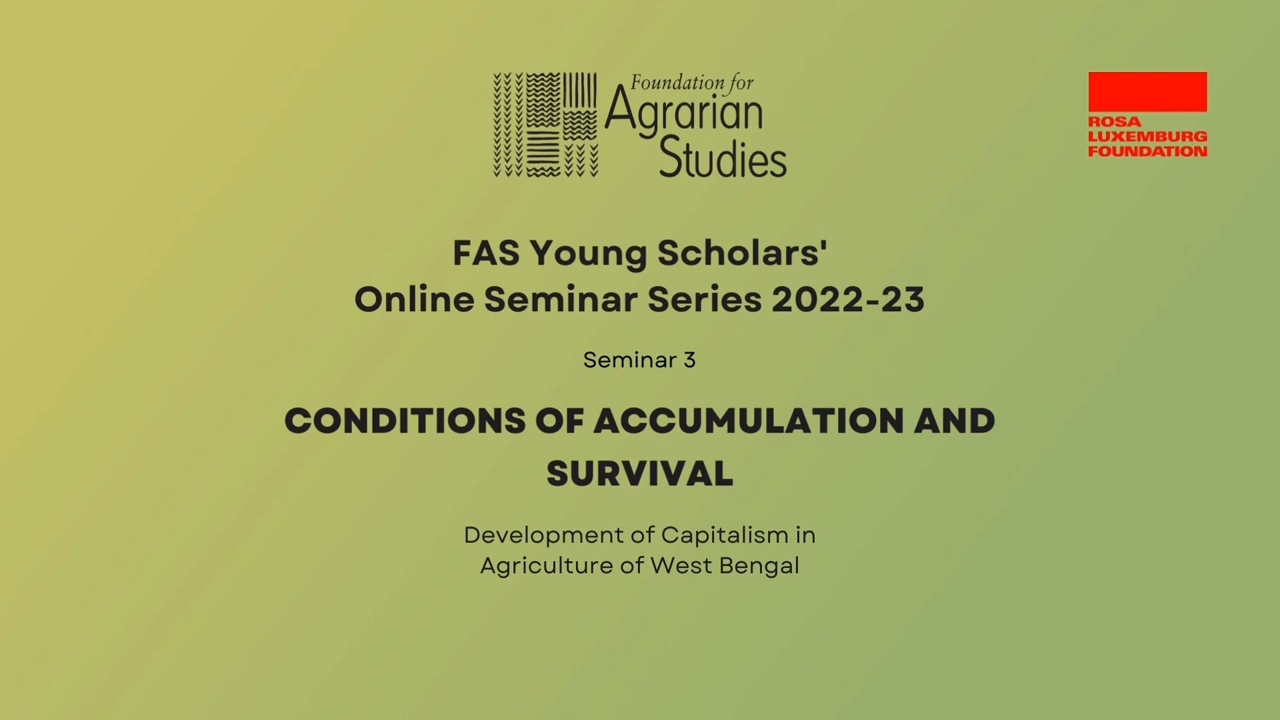 Foundation for
Agrarian
Studies
ROSA
LUXEMBURG
FOUNDATION
FAS Young Scholars'
Online Seminar Series 2022-23
Seminar 3
CONDITIONS OF ACCUMULATION AND
SURVIVAL
Development of Capitalism in
Agriculture of West Bengal